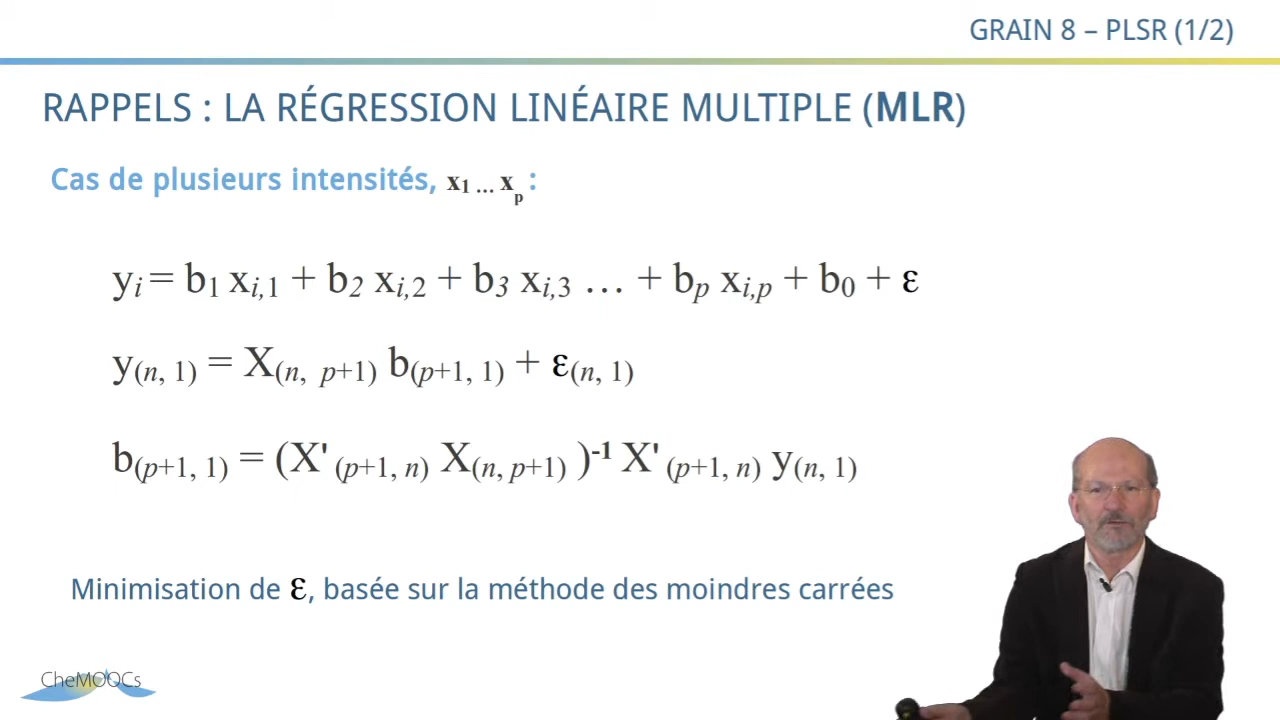 GRAIN 8 – PLSR (1/2)
RAPPELS : LA RÉGRESSION LINÉAIRE MULTIPLE (MLR)
Cas de plusieurs intensités, x1 ... xp :
yi = b1 xi,1 + b2 xi,2 + b3 xi,3 … + bp xi,p + b0 + ε
y(n, 1) = X(n, p+1) b(p+1, 1) + ε(n, 1)
b(p+1, 1) = (X' (p+1, n) X(n, p+1) )-1 X' (p+1, n) y(n, 1)
Minimisation de ε, basée sur la méthode des moindres carrées
CheMOOCs